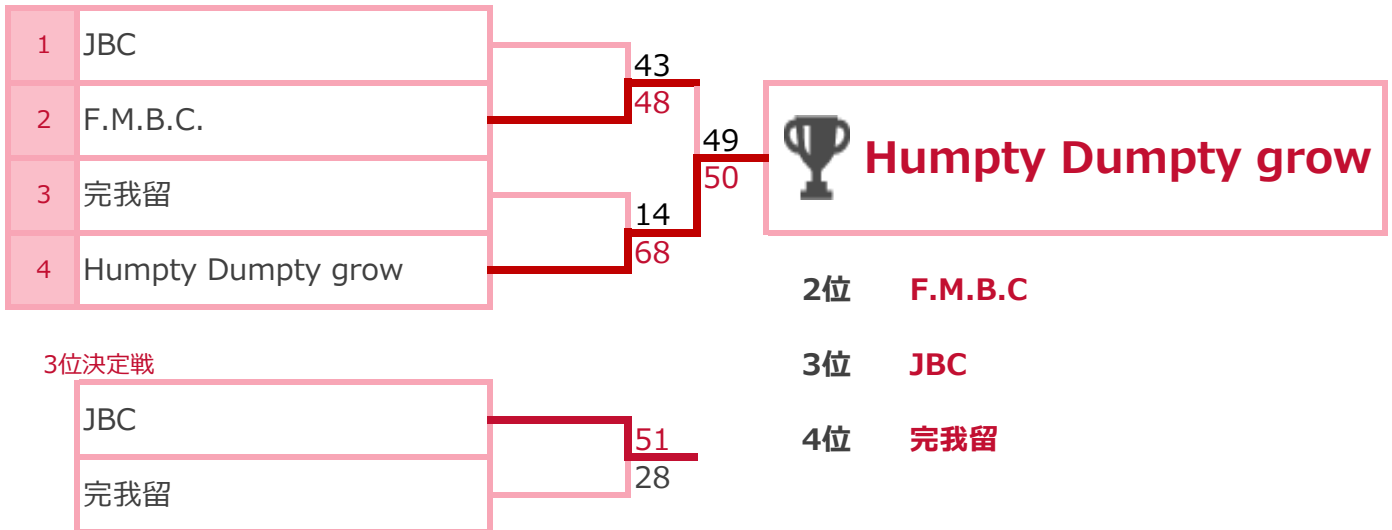 1 JBC
43
48
2 F.M.B.C.
49
50
Humpty Dumpty grow
3 完我留
14
68
4 Humpty Dumpty grow
2位 F.M.B.C
3位決定戦
3位 JBC
JBC
51
28
4位 完我留
完我留